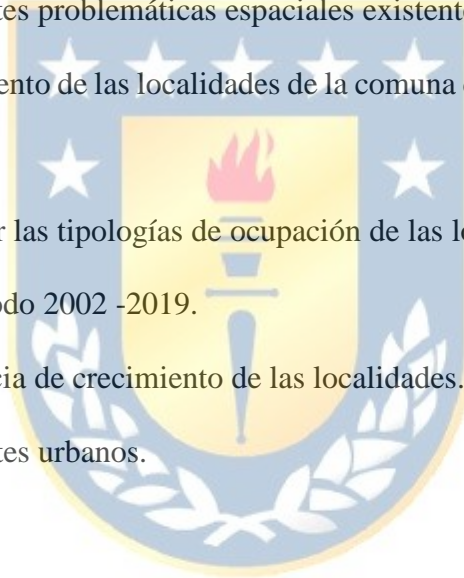 tes problemáticas espaciales existente
ento de las localidades de la comuna
r las tipologías de ocupación de las lo
odo 2002 -2019.
cia de crecimiento de las localidades.
tes urbanos.